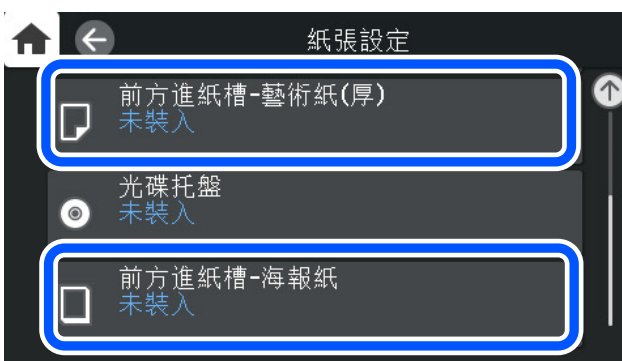 紙張設定
前方進紙槽-藝術紙(厚)
未裝入
光碟托盤
未裝入
前方進紙槽-海報紙
未裝入